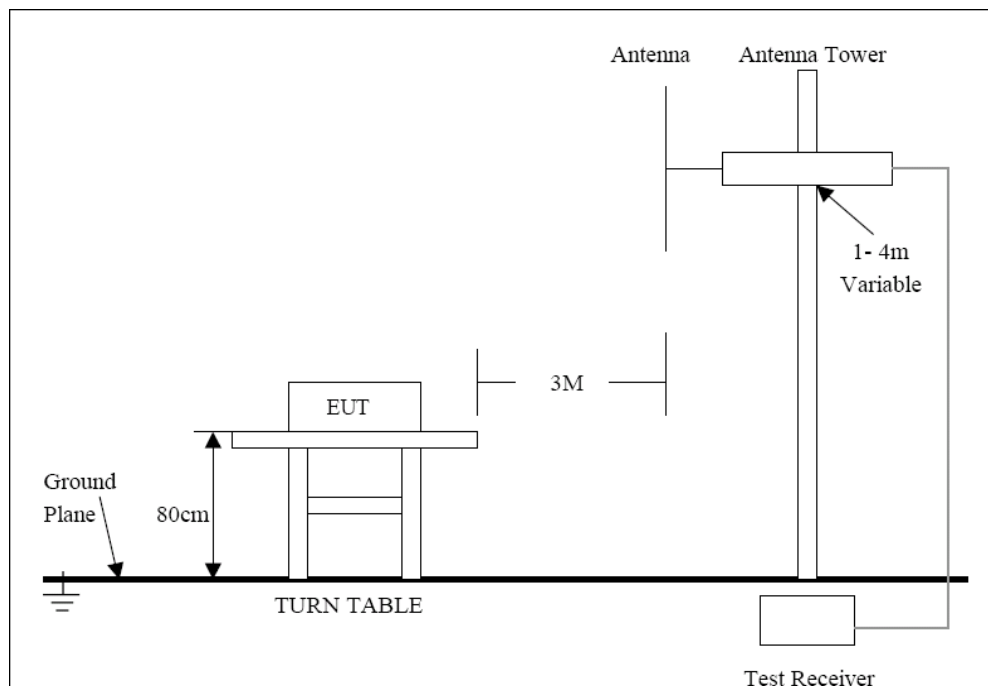 Antenna
Antenna Tower
1- 4m
Variable
3M
EUT
Ground
Plane
80cm
TURN TABLE
Test Receiver